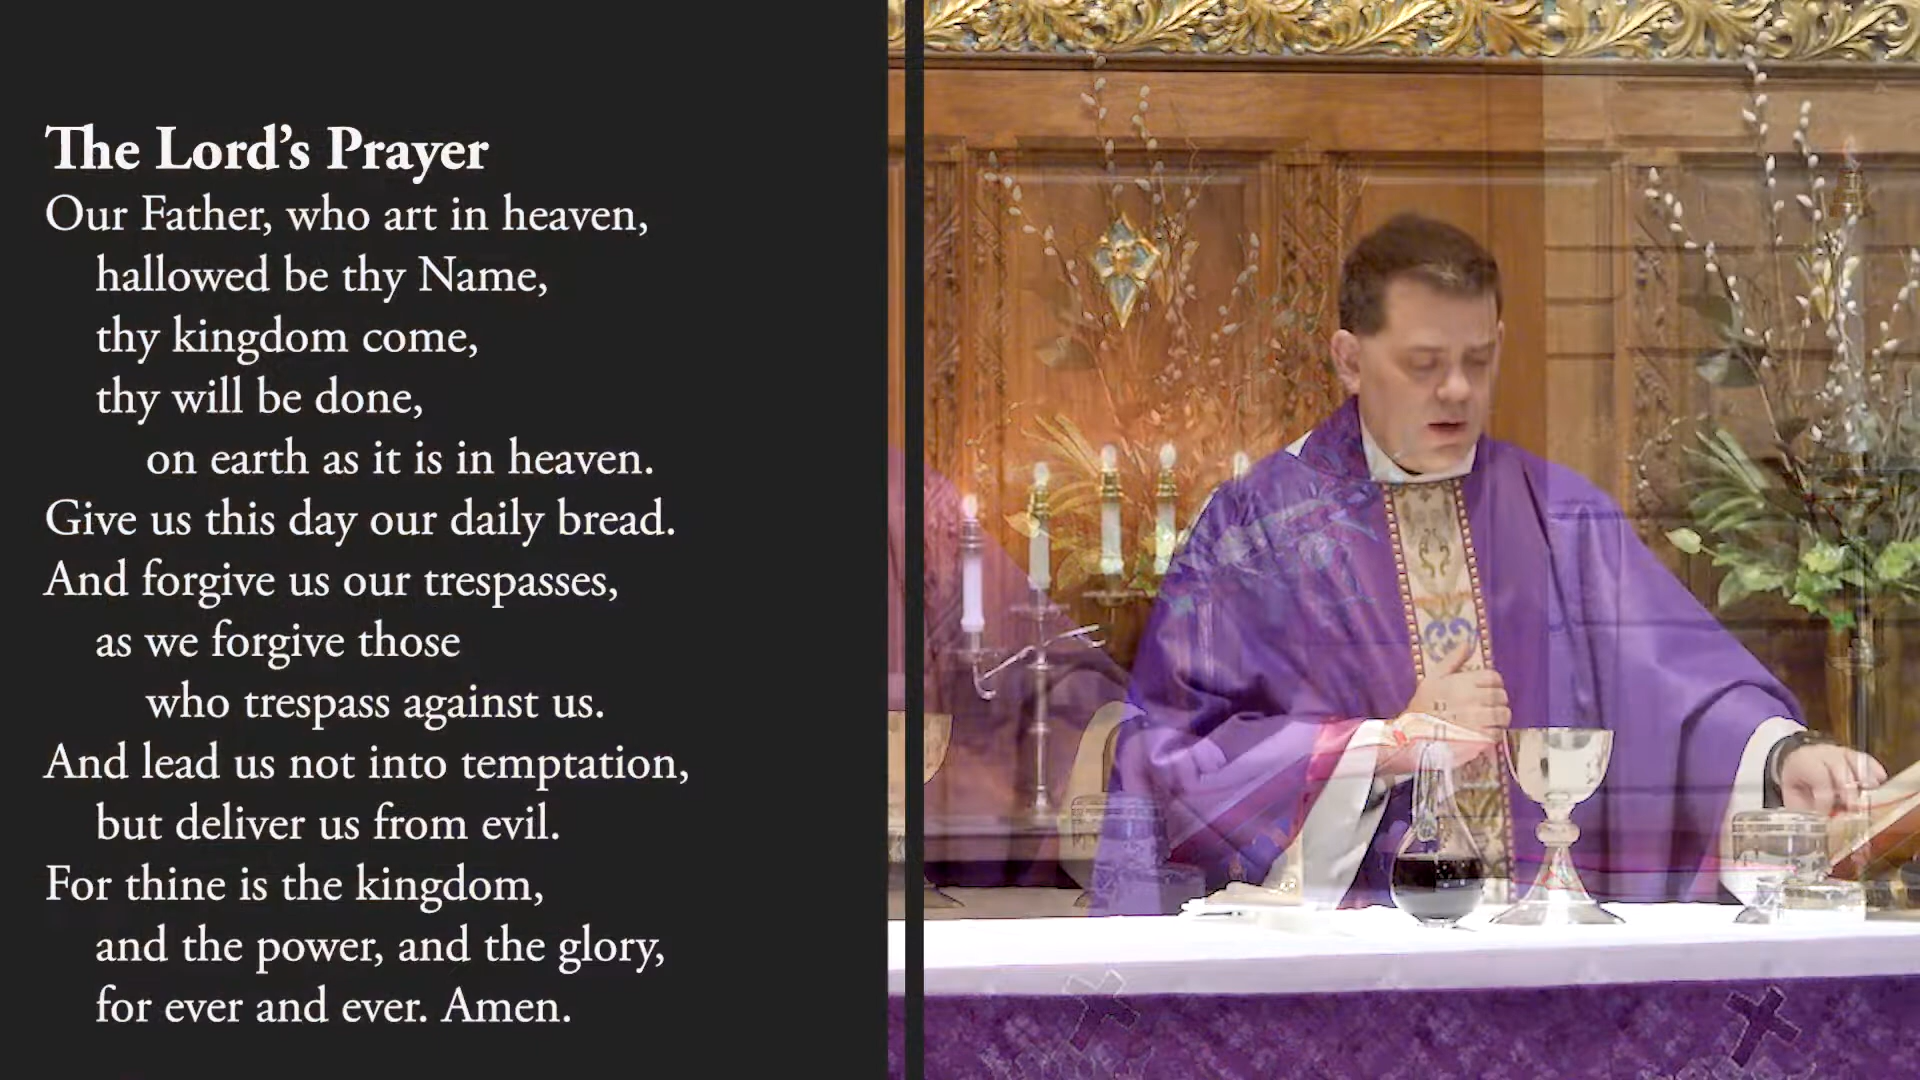 The Lord’s Prayer
Our Father, who art in heaven,
hallowed be thy Name,
thy kingdom come,
thy will be done,
on earth as it is in heaven.
Give us this day our daily bread.
And forgive us our trespasses,
as we forgive those
who trespass against us.
And lead us not into temptation,
but deliver us from evil.
For thine is the kingdom,
and the power, and the glory,
for ever and ever. Amen.